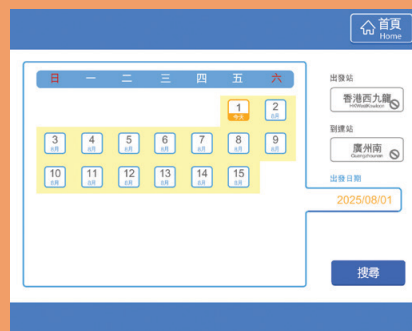 首頁
Home
日 一 二 三 四 五 六
1 2
今天 8月
3 4 5 6 7 8 9
8月 8月 8月 8月 8月 8月 8月
10 11 12 13 14 15
8月 8月 8月 8月 8月 8月
出發站
香港西九龍
HKWestKowloon
到達站
廣州南
Guangzhounan
出發日期
2025/08/01
搜尋